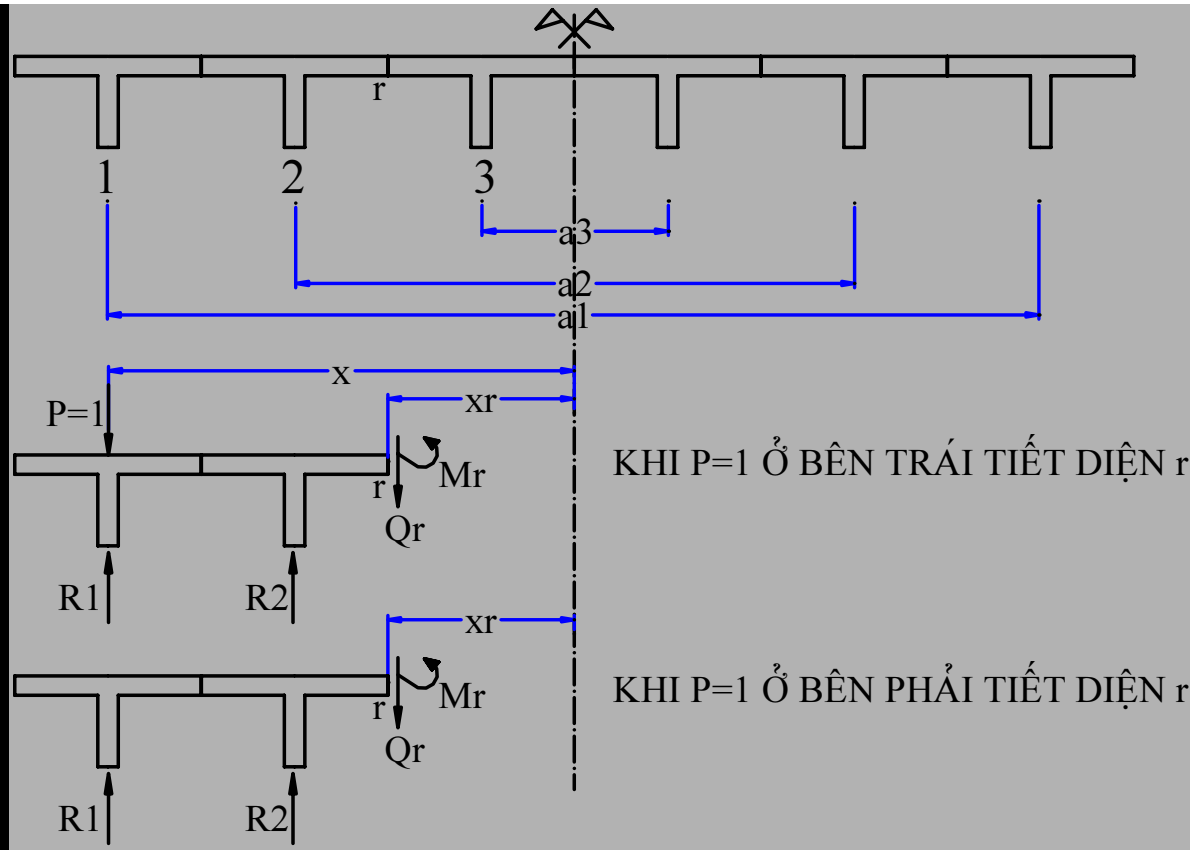 r
1 2 3
a3
a2
a1
x
xr
P=1
Mr
r
Qr
KHI P=1 Ở BÊN TRÁI TIẾT DIỆN r
R1 R2
xr
Mr
r
Qr
KHI P=1 Ở BÊN PHẢI TIẾT DIỆN r
R1 R2